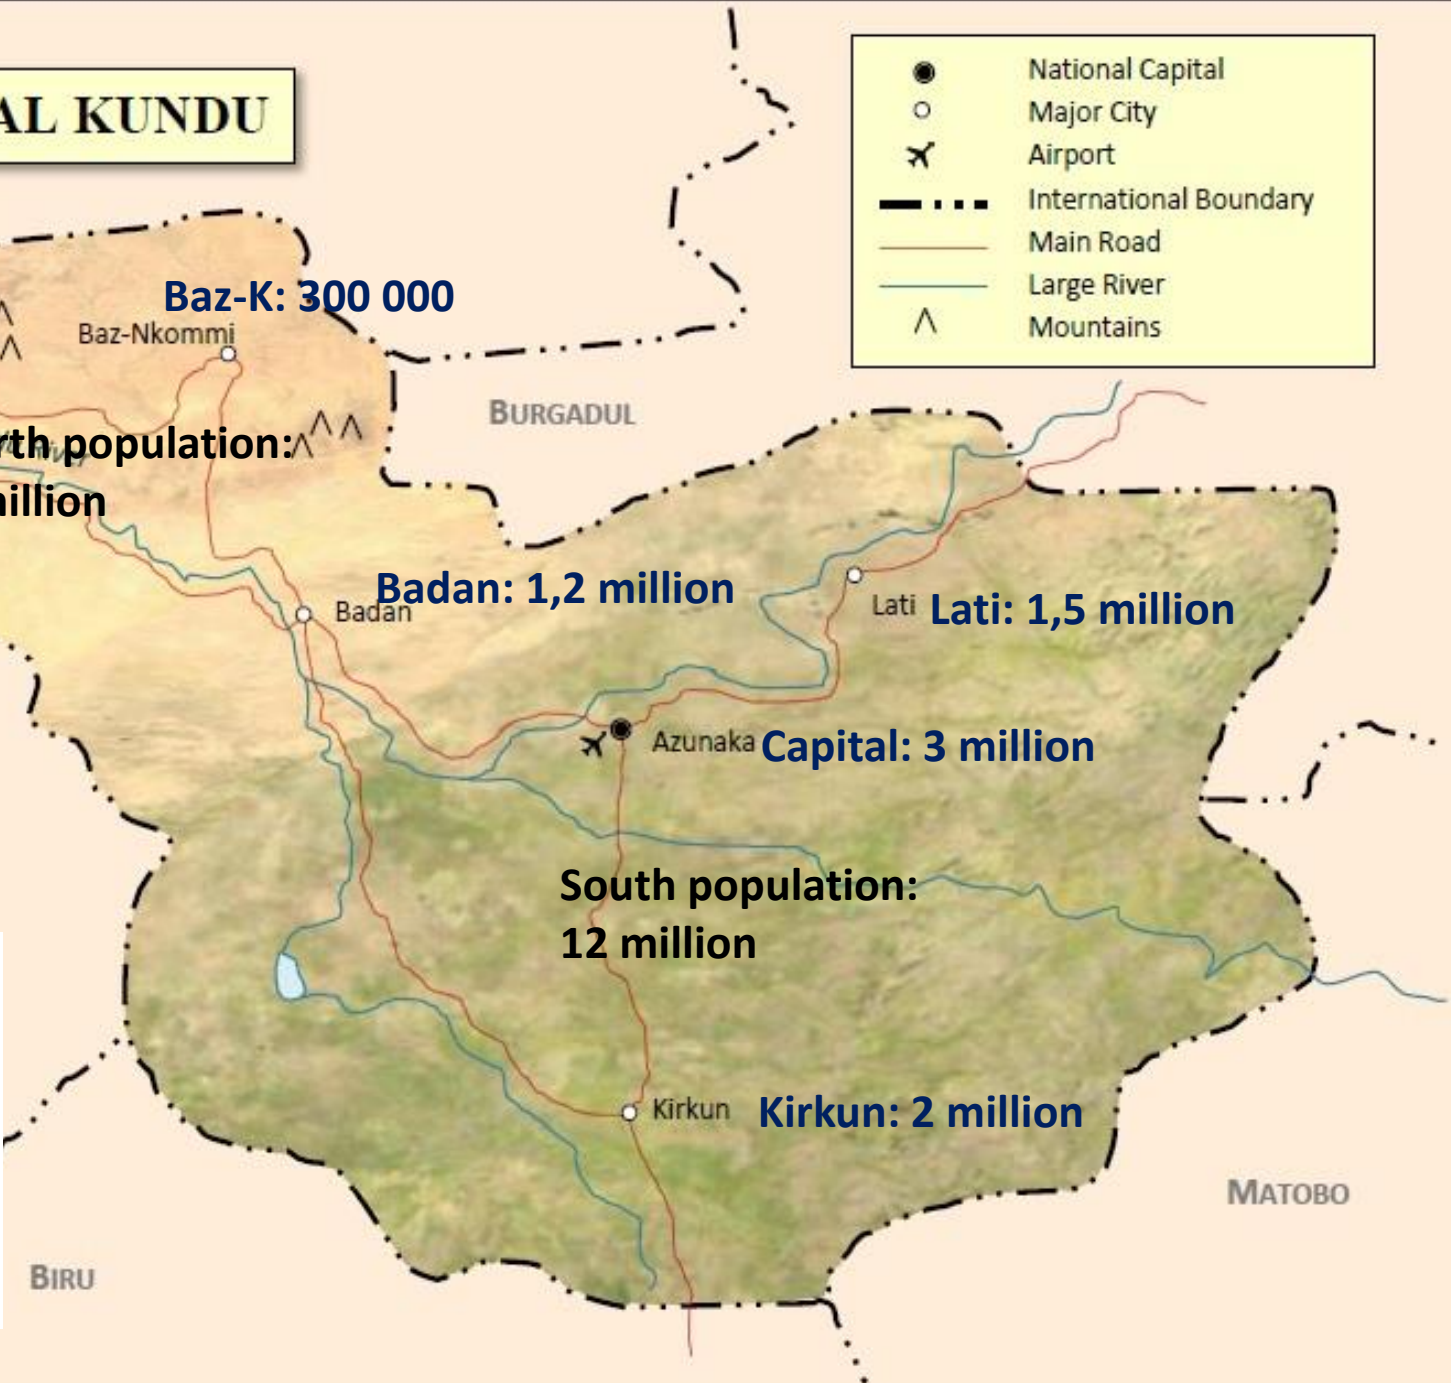 AL KUNDU
National Capital
Major City
Airport
International Boundary
Main Road
Large River
Mountains
Baz-K: 300 000
Baz-Nkommi
BURGADUL
rth population:
River
illion
Badan: 1,2 million
Badan
Lati
Lati: 1,5 million
Azunaka
Capital: 3 million
South population:
12 million
Kirkun
Kirkun: 2 million
MATOBO
BIRU